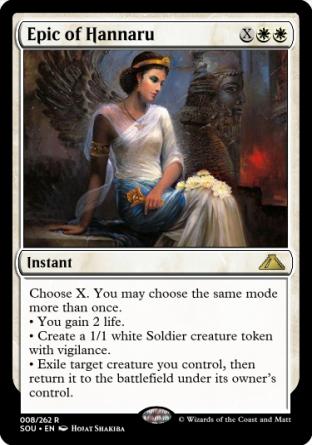 Epic of Hannaru X
Instant
Choose X. You may choose the same mode
more than once.
• You gain 2 life.
• Create a 1/1 white Soldier creature token
with vigilance.
• Exile target creature you control, then
return it to the battlefield under its owner's
control.
008/262 R
SOU • EN Hojat Shakiba
© Wizards of the Coast and Matt